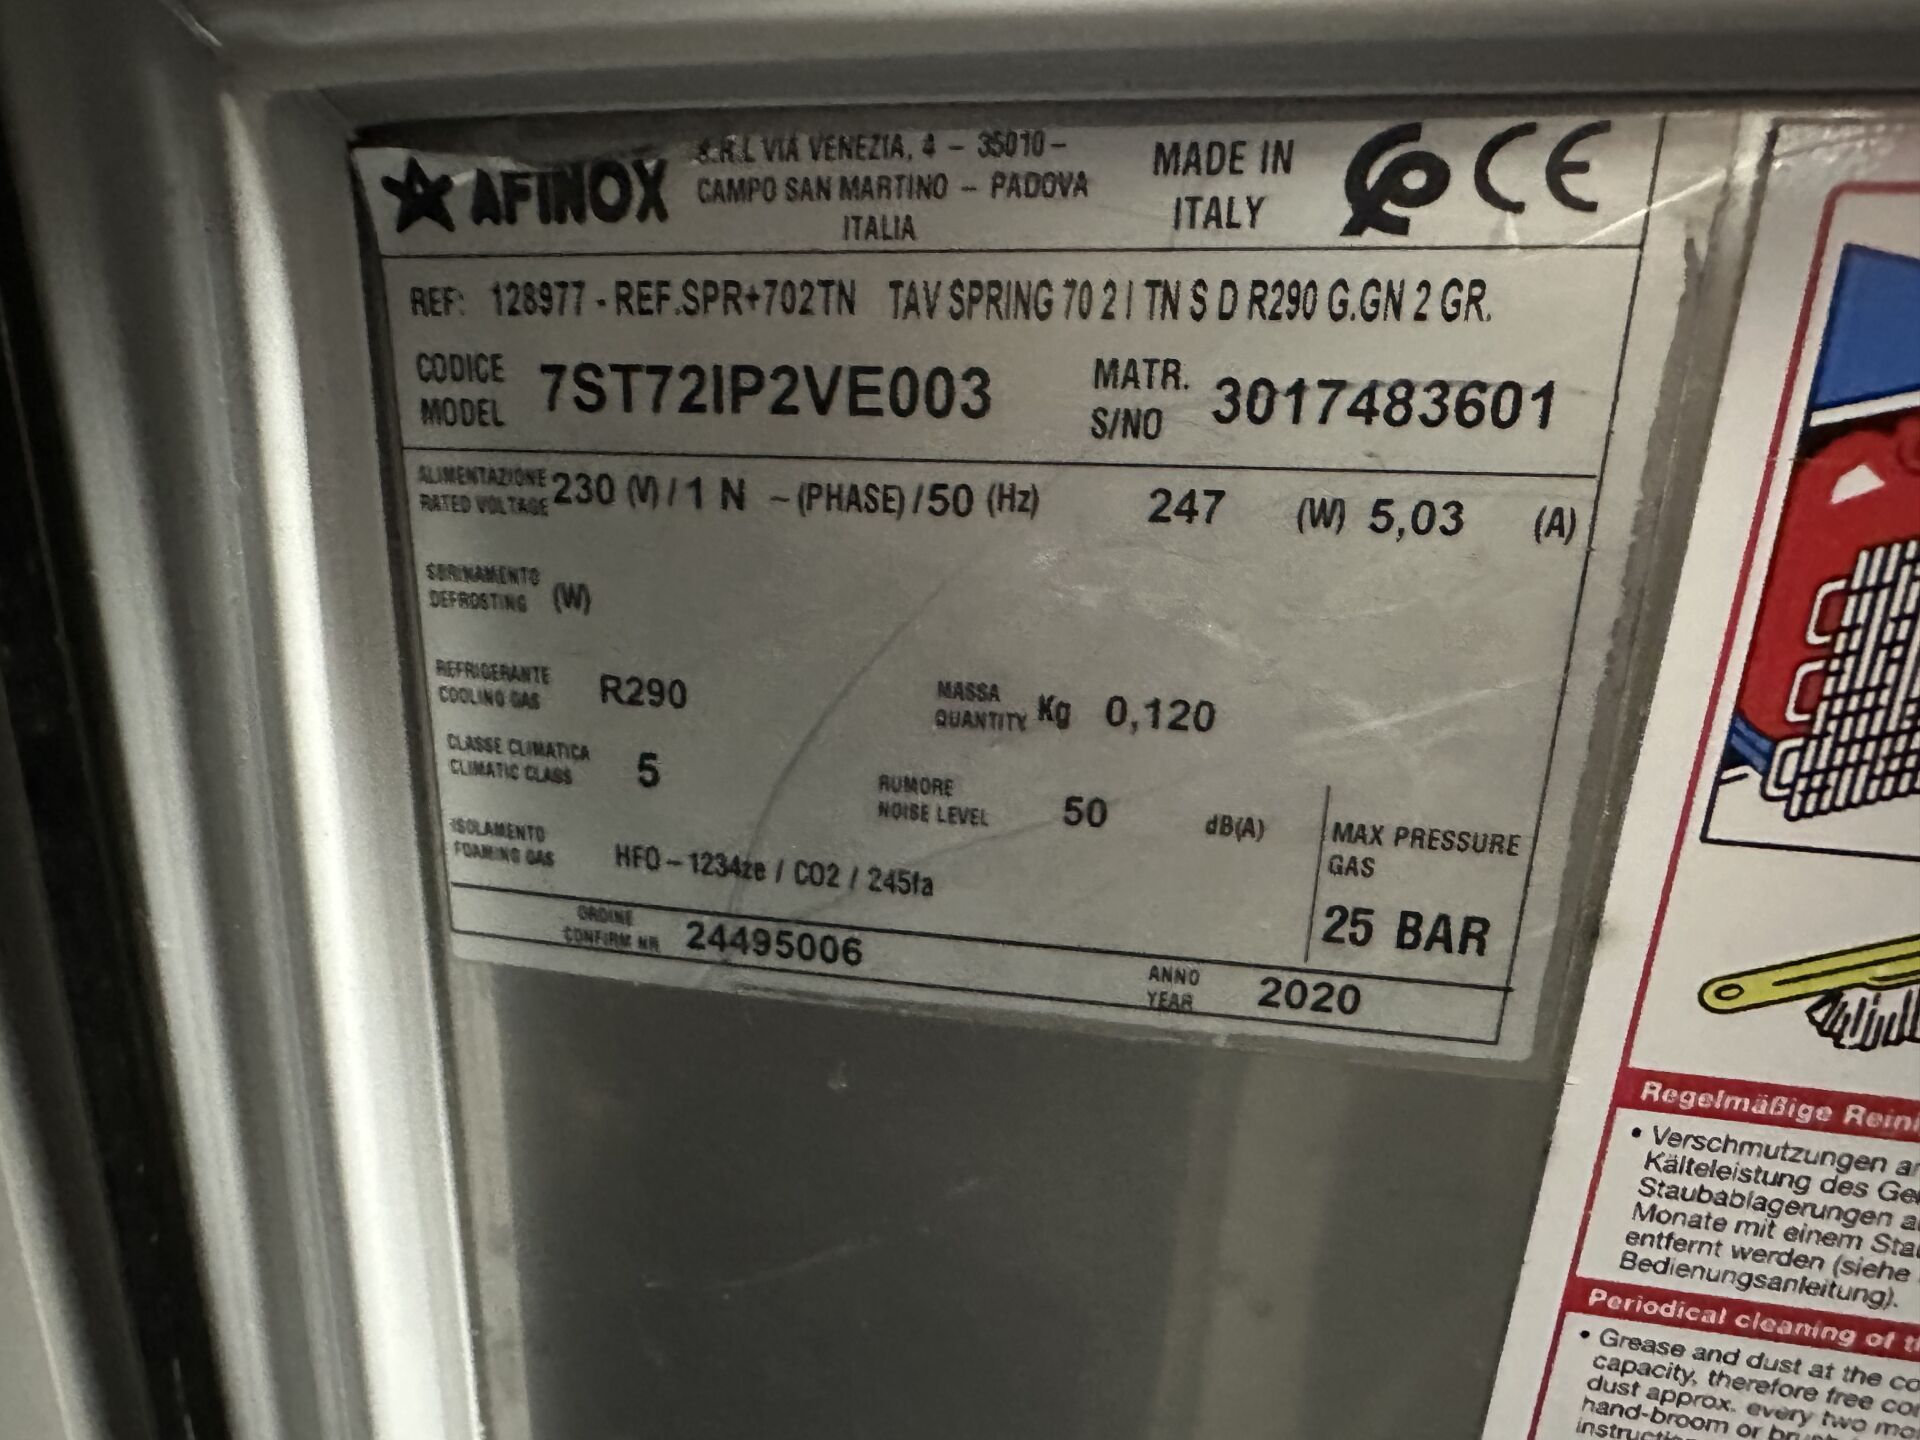 AFINOX
S.R.L VIA VENEZIA, 4 – 35010 –
CAMPO SAN MARTINO – PADOVA
ITALIA
MADE IN
ITALY
CE
REF: 128977 - REF.SPR+702TN TAV SPRING 70 2 I TN S D R290 G.GN 2 GR.
CODICE
MODEL
7ST72IP2VE003
MATR.
S/NO
3017483601
ALIMENTAZIONE
RATED VOLTAGE
230 (V) / 1 N ~ (PHASE) / 50 (Hz) 247 (W) 5,03 (A)
SBRINAMENTO
DEFROSTING
(W)
REFRIGERANTE
COOLING GAS
R290
MASSA
QUANTITY
Kg 0,120
CLASSE CLIMATICA
CLIMATIC CLASS
5
RUMORE
NOISE LEVEL
50 dB(A)
ISOLAMENTO
FOAMING GAS
HFO – 1234ze / CO2 / 245fa
MAX PRESSURE
GAS
25 BAR
ORDINE
CONFIRM NR
24495006
ANNO
YEAR
2020
Regelmäßige
• Verschmutzungen
Kälteleistung des
Staubablagerungen
Monate mit einem
entfernt werden (siehe
Bedienungsanleitung).
Periodical cleaning of
• Grease and dust at the
capacity, therefore free
dust approx. every two
hand-broom or